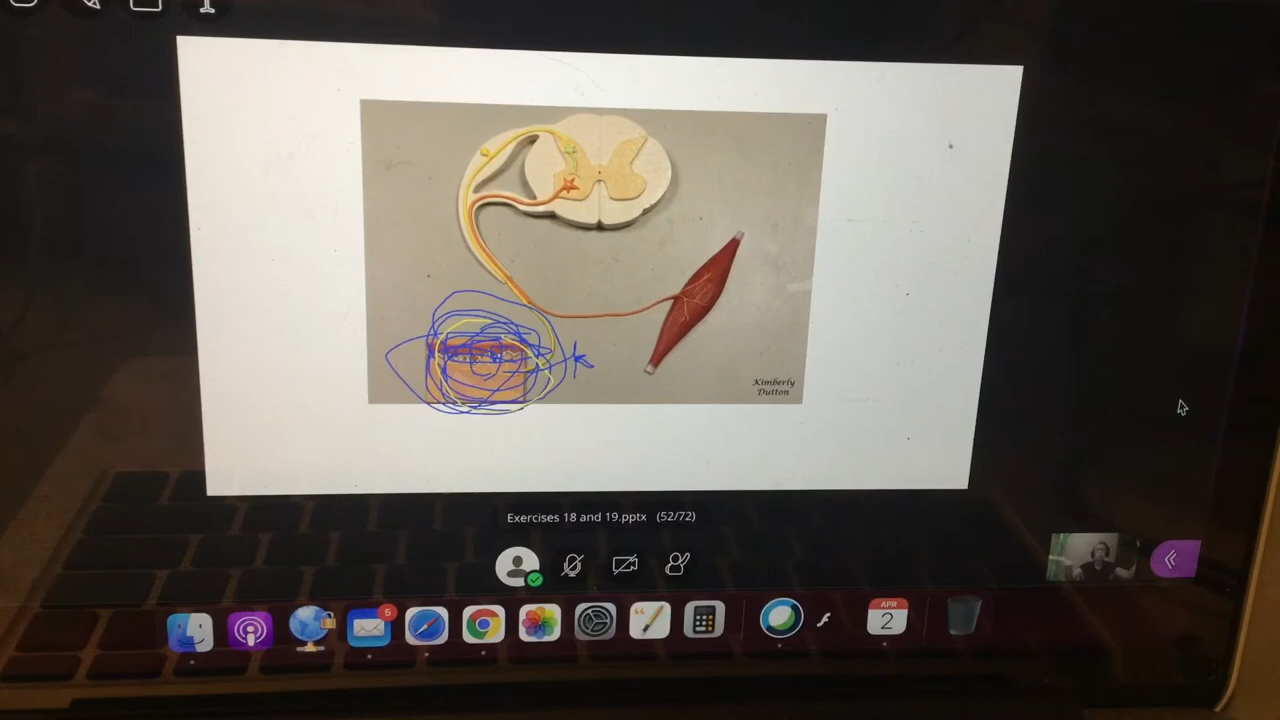 Kimberly
Dutton
Exercises 18 and 19.pptx (52/72)
5
APR
2